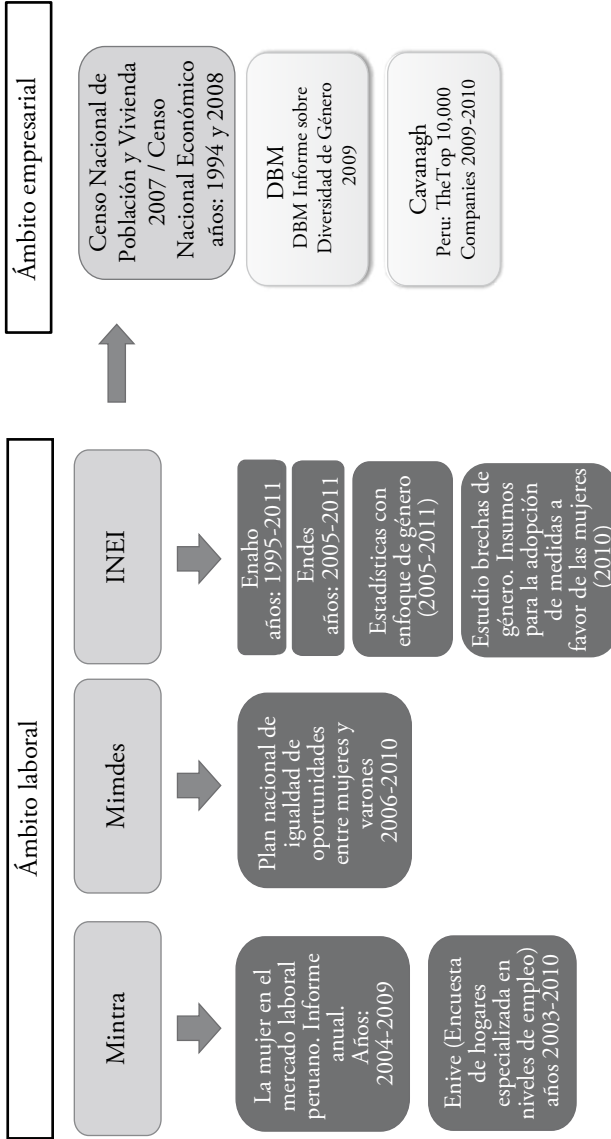 Ámbito laboral
Mintra
La mujer en el
mercado laboral
peruano. Informe
anual.
Años:
2004-2009
Enive (Encuesta
de hogares
especializada en
niveles de empleo)
años 2003-2010
Mimdes
Plan nacional de
igualdad de
oportunidades
entre mujeres y
varones
2006-2010
INEI
Enaho
años: 1995-2011
Endes
años: 2005-2011
Estadísticas con
enfoque de género
(2005-2011)
Estudio brechas de
género. Insumos
para la adopción
de medidas a
favor de las mujeres
(2010)
Ámbito empresarial
Censo Nacional de
Población y Vivienda
2007 / Censo
Nacional Económico
años: 1994 y 2008
DBM
DBM Informe sobre
Diversidad de Género
2009
Cavanagh
Peru: TheTop 10,000
Companies 2009-2010